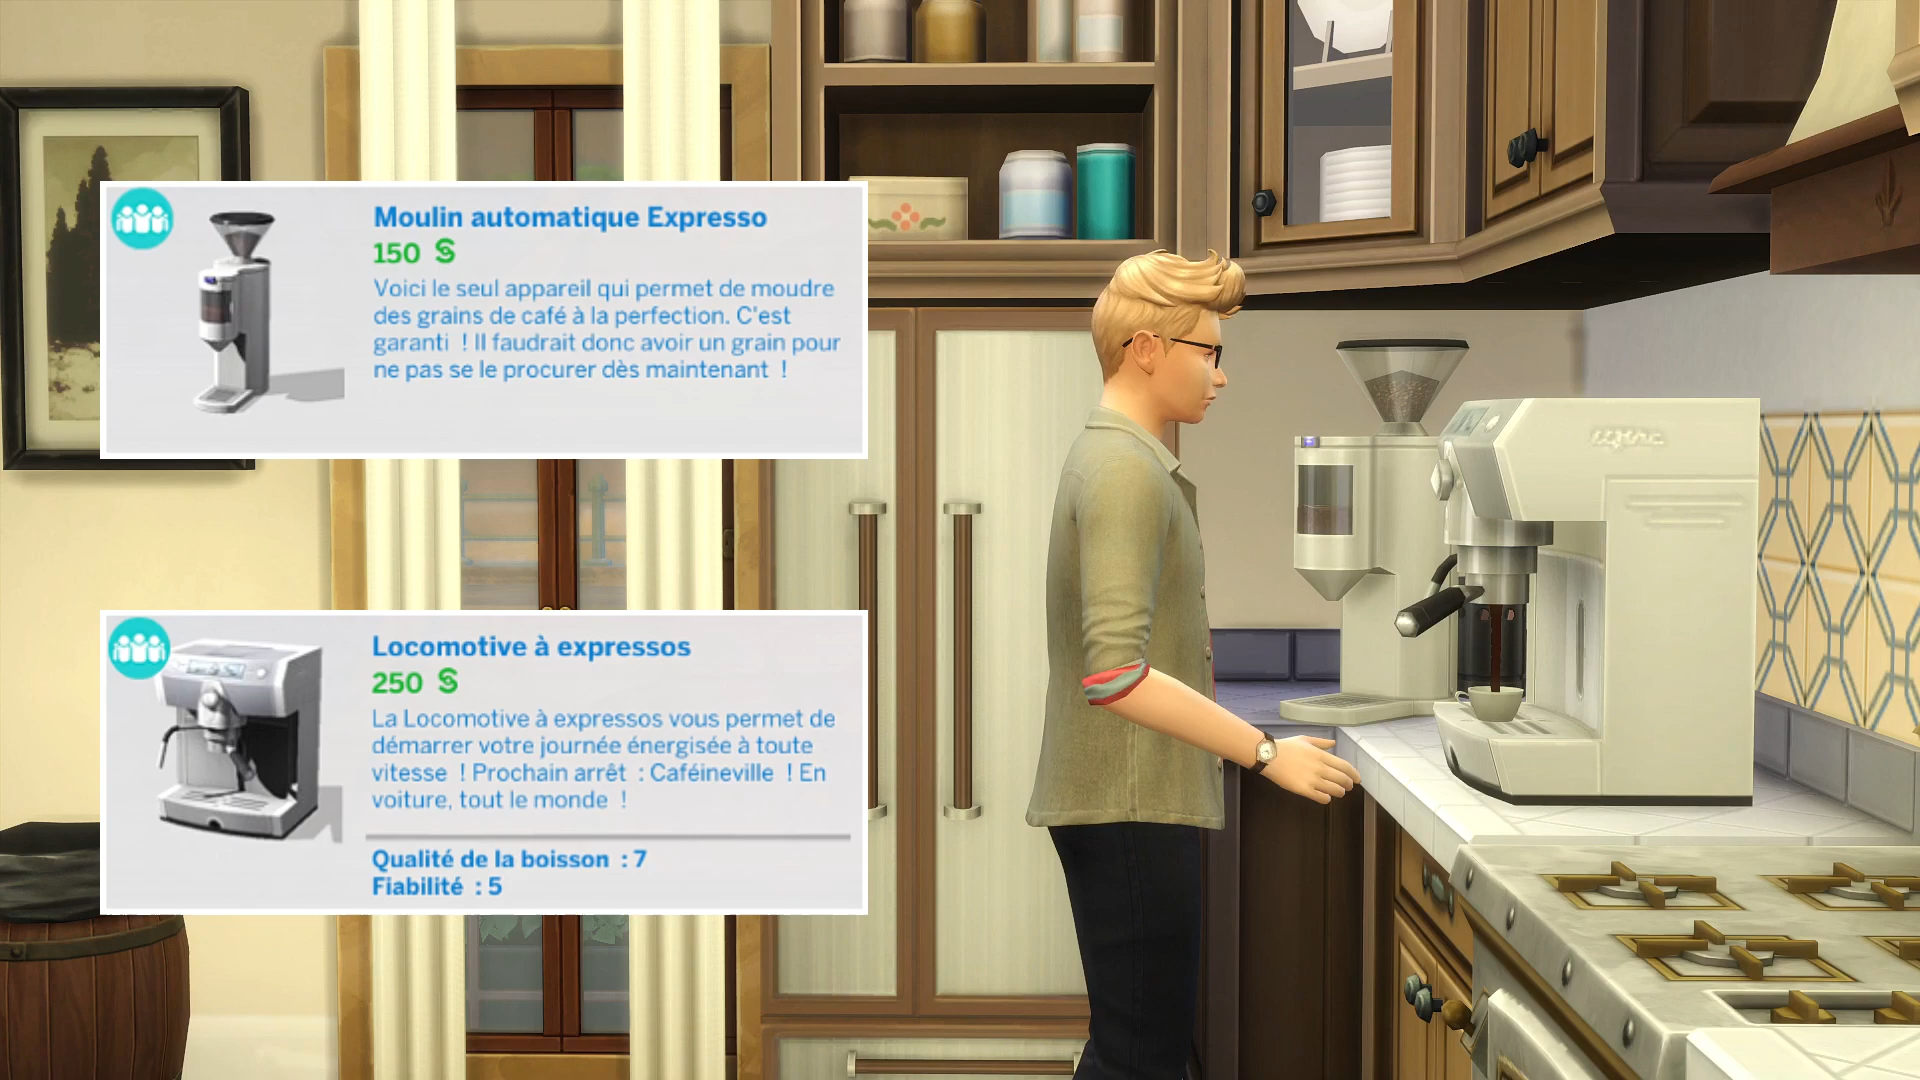 Moulin automatique Expresso
150 §
Voici le seul appareil qui permet de moudre
des grains de café à la perfection. C'est
garanti ! Il faudrait donc avoir un grain pour
ne pas se le procurer dès maintenant !
Locomotive à expressos
250 §
La Locomotive à expressos vous permet de
démarrer votre journée énergisée à toute
vitesse ! Prochain arrêt : Caféineville ! En
voiture, tout le monde !
Qualité de la boisson : 7
Fiabilité : 5